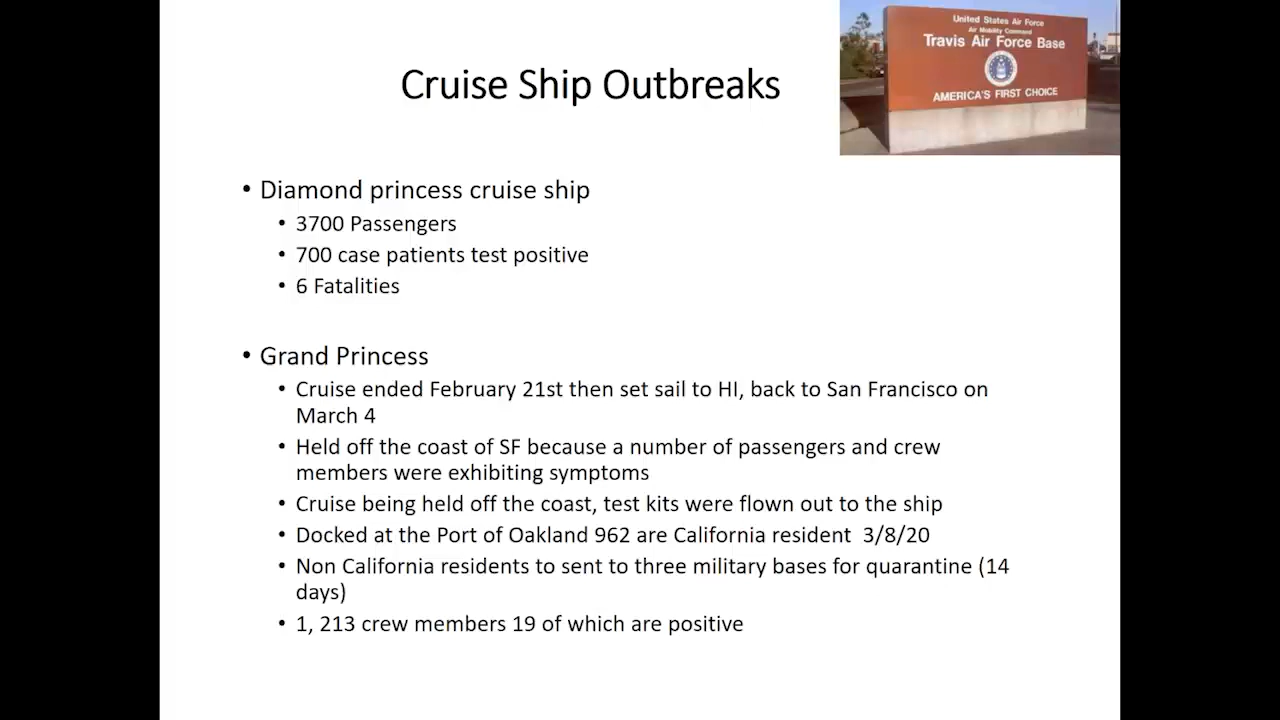 United States Air Force
Air Mobility Command
Travis Air Force Base
AMERICA'S FIRST CHOICE
Cruise Ship Outbreaks
• Diamond princess cruise ship
• 3700 Passengers
• 700 case patients test positive
• 6 Fatalities
• Grand Princess
• Cruise ended February 21st then set sail to HI, back to San Francisco on
March 4
• Held off the coast of SF because a number of passengers and crew
members were exhibiting symptoms
• Cruise being held off the coast, test kits were flown out to the ship
• Docked at the Port of Oakland 962 are California resident  3/8/20
• Non California residents to sent to three military bases for quarantine (14
days)
• 1, 213 crew members 19 of which are positive